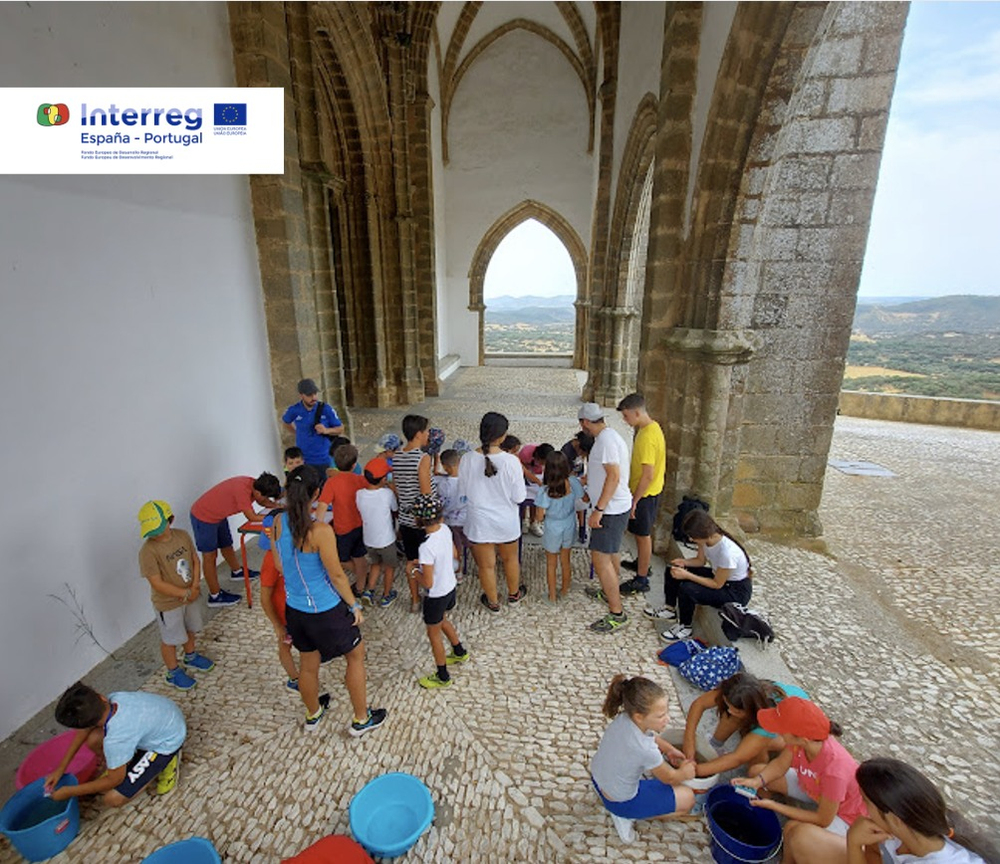 Interreg
España - Portugal
UNIÓN EUROPEA
UNIÃO EUROPEIA
Fondo Europeo de Desarrollo Regional
Fundo Europeu de Desenvolvimento Regional
EASY